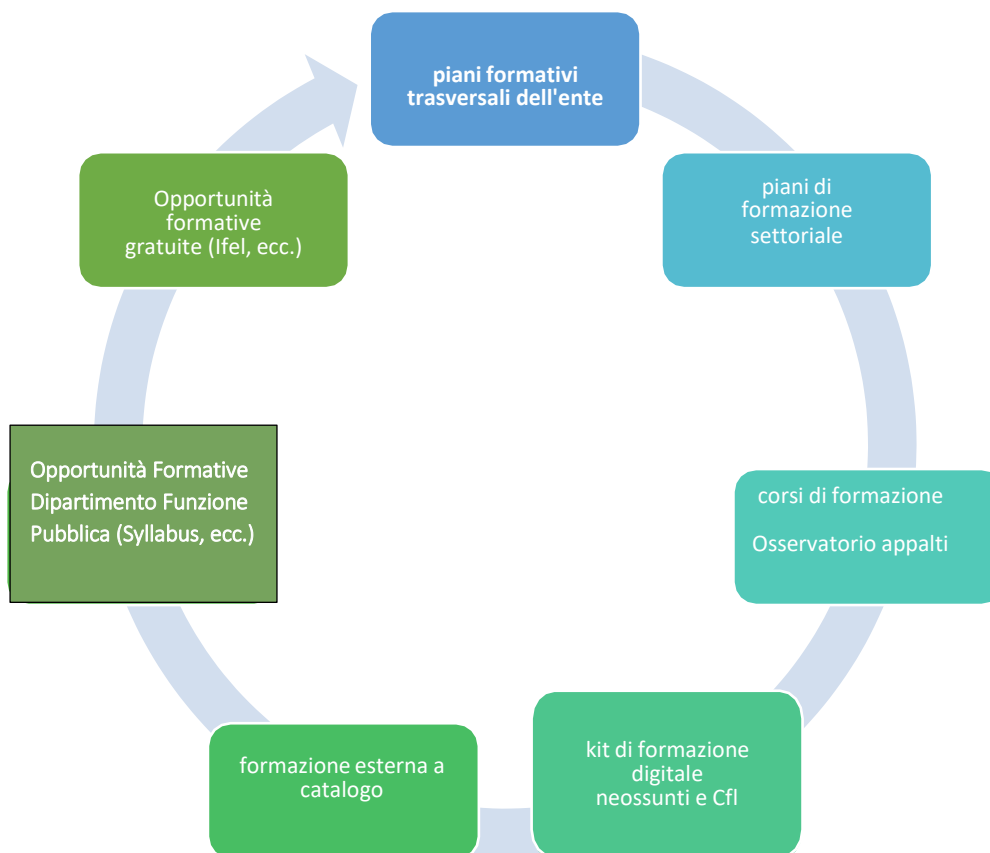 piani formativi
trasversali dell'ente
piani di
formazione
settoriale
corsi di formazione
Osservatorio appalti
kit di formazione
digitale
neossunti e Cfl
formazione esterna a
catalogo
Opportunità Formative
Dipartimento Funzione
Pubblica (Syllabus, ecc.)
Opportunità
formative
gratuite (Ifel, ecc.)